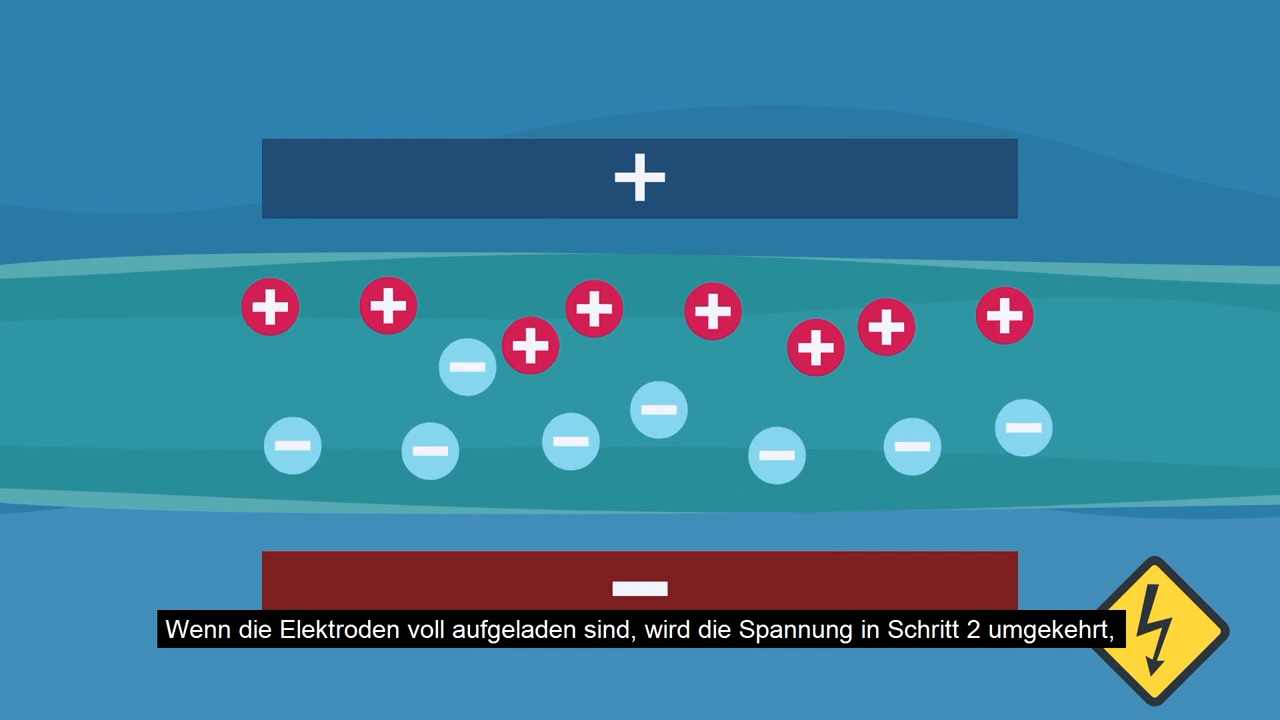 +
+ + + + + + + +
- - - - - - - -
-
Wenn die Elektroden voll aufgeladen sind, wird die Spannung in Schritt 2 umgekehrt,